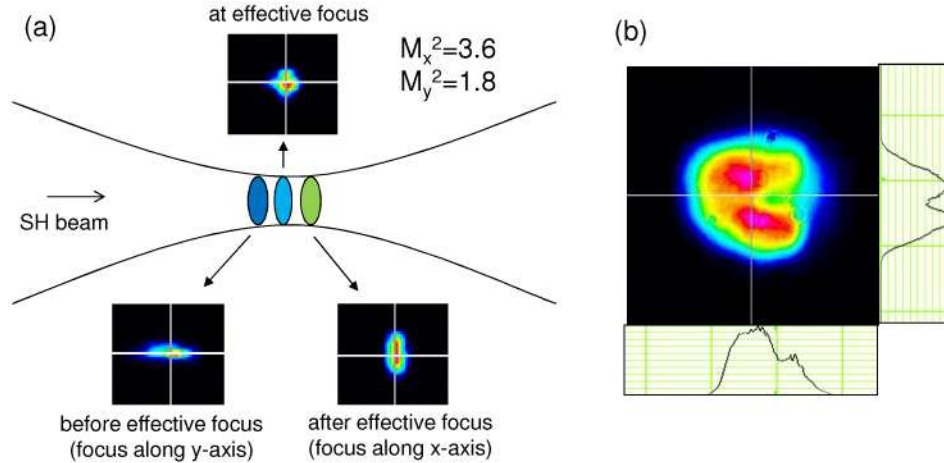 (a)
at effective focus
Mx²=3.6
My²=1.8
SH beam
before effective focus
(focus along y-axis)
after effective focus
(focus along x-axis)
(b)